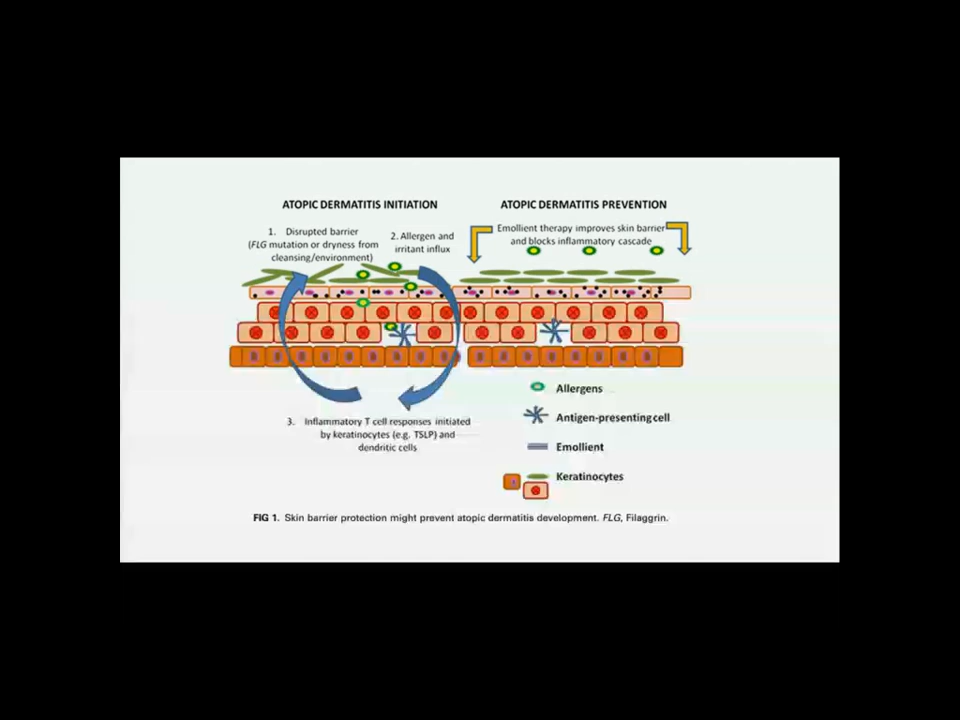 ATOPIC DERMATITIS INITIATION
1. Disrupted barrier
(FLG mutation or dryness from
cleansing/environment)
2. Allergen and
irritant influx
3. Inflammatory T cell responses initiated
by keratinocytes (e.g. TSLP) and
dendritic cells
ATOPIC DERMATITIS PREVENTION
Emollient therapy improves skin barrier
and blocks inflammatory cascade
Allergens
Antigen-presenting cell
Emollient
Keratinocytes
FIG 1. Skin barrier protection might prevent atopic dermatitis development. FLG, Filaggrin.